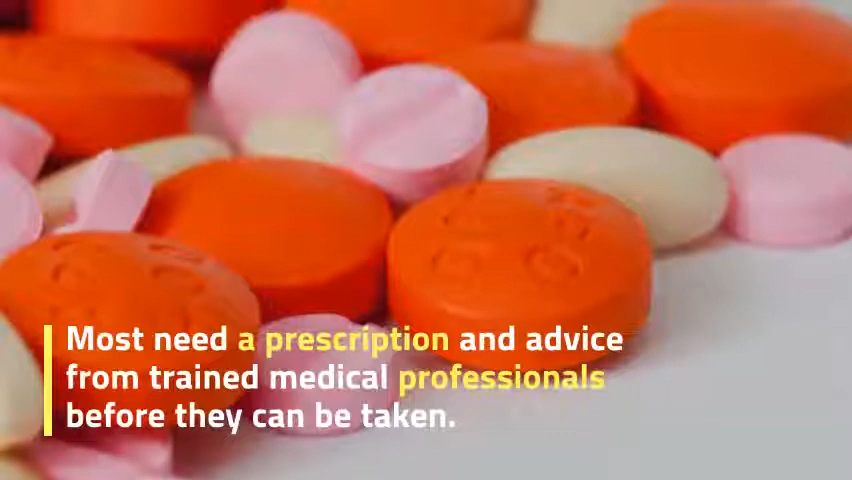 Most need a prescription and advice
from trained medical professionals
before they can be taken.